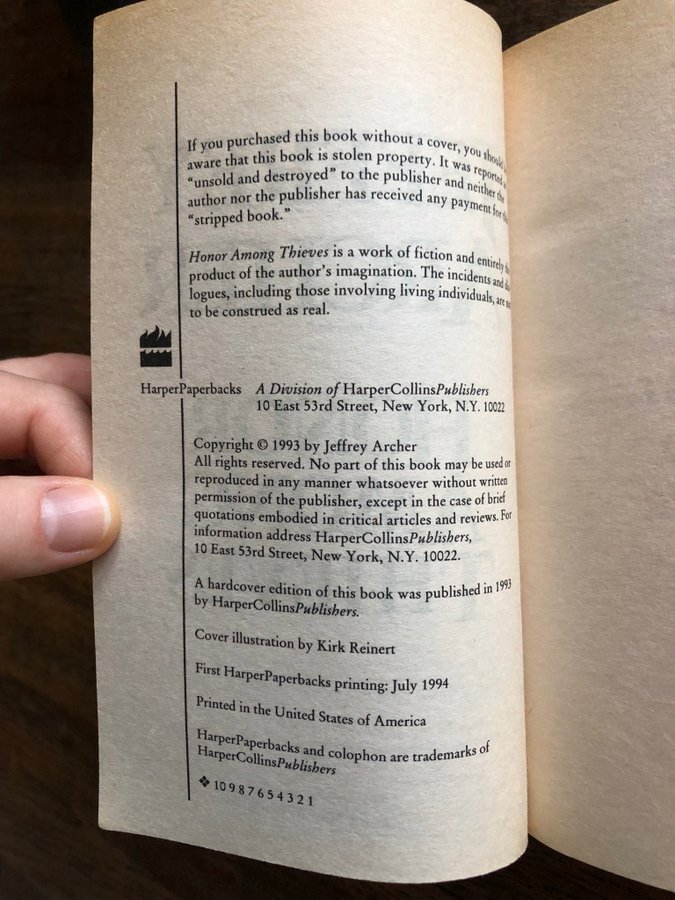 If you purchased this book without a cover, you should
aware that this book is stolen property. It was reported
"unsold and destroyed" to the publisher and neither the
author nor the publisher has received any payment for
"stripped book."
Honor Among Thieves is a work of fiction and entirely
product of the author's imagination. The incidents and
logues, including those involving living individuals, are
to be construed as real.
HarperPaperbacks A Division of HarperCollinsPublishers
10 East 53rd Street, New York, N.Y. 10022
Copyright © 1993 by Jeffrey Archer
All rights reserved. No part of this book may be used or
reproduced in any manner whatsoever without written
permission of the publisher, except in the case of brief
quotations embodied in critical articles and reviews. For
information address HarperCollinsPublishers,
10 East 53rd Street, New York, N.Y. 10022.
A hardcover edition of this book was published in 1993
by HarperCollinsPublishers.
Cover illustration by Kirk Reinert
First HarperPaperbacks printing: July 1994
Printed in the United States of America
HarperPaperbacks and colophon are trademarks of
HarperCollinsPublishers
❖ 10 9 8 7 6 5 4 3 2 1